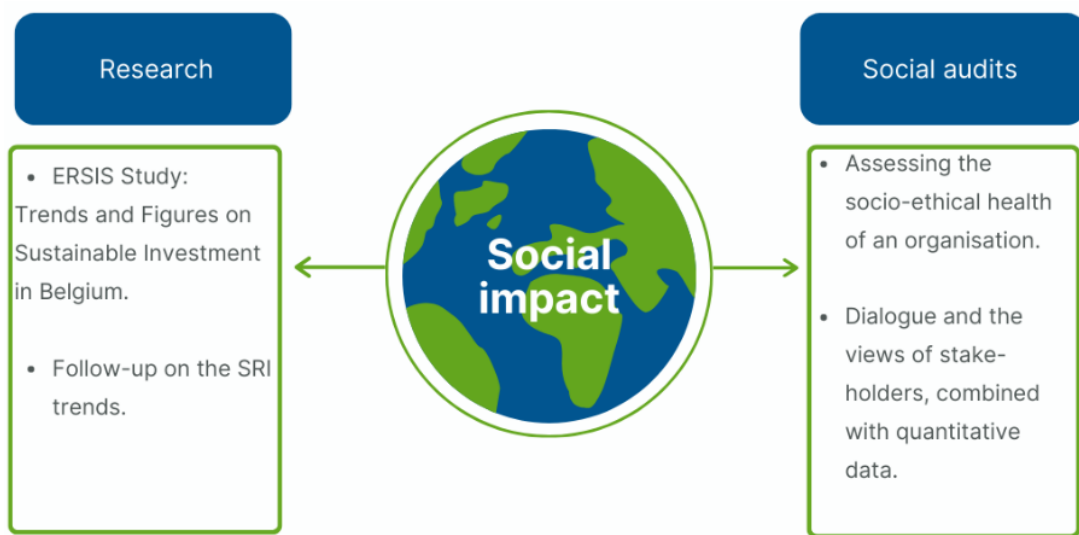 Research
• ERSIS Study:
Trends and Figures on
Sustainable Investment
in Belgium.
• Follow-up on the SRI
trends.
Social
impact
Social audits
• Assessing the
socio-ethical health
of an organisation.
• Dialogue and the
views of stake-
holders, combined
with quantitative
data.